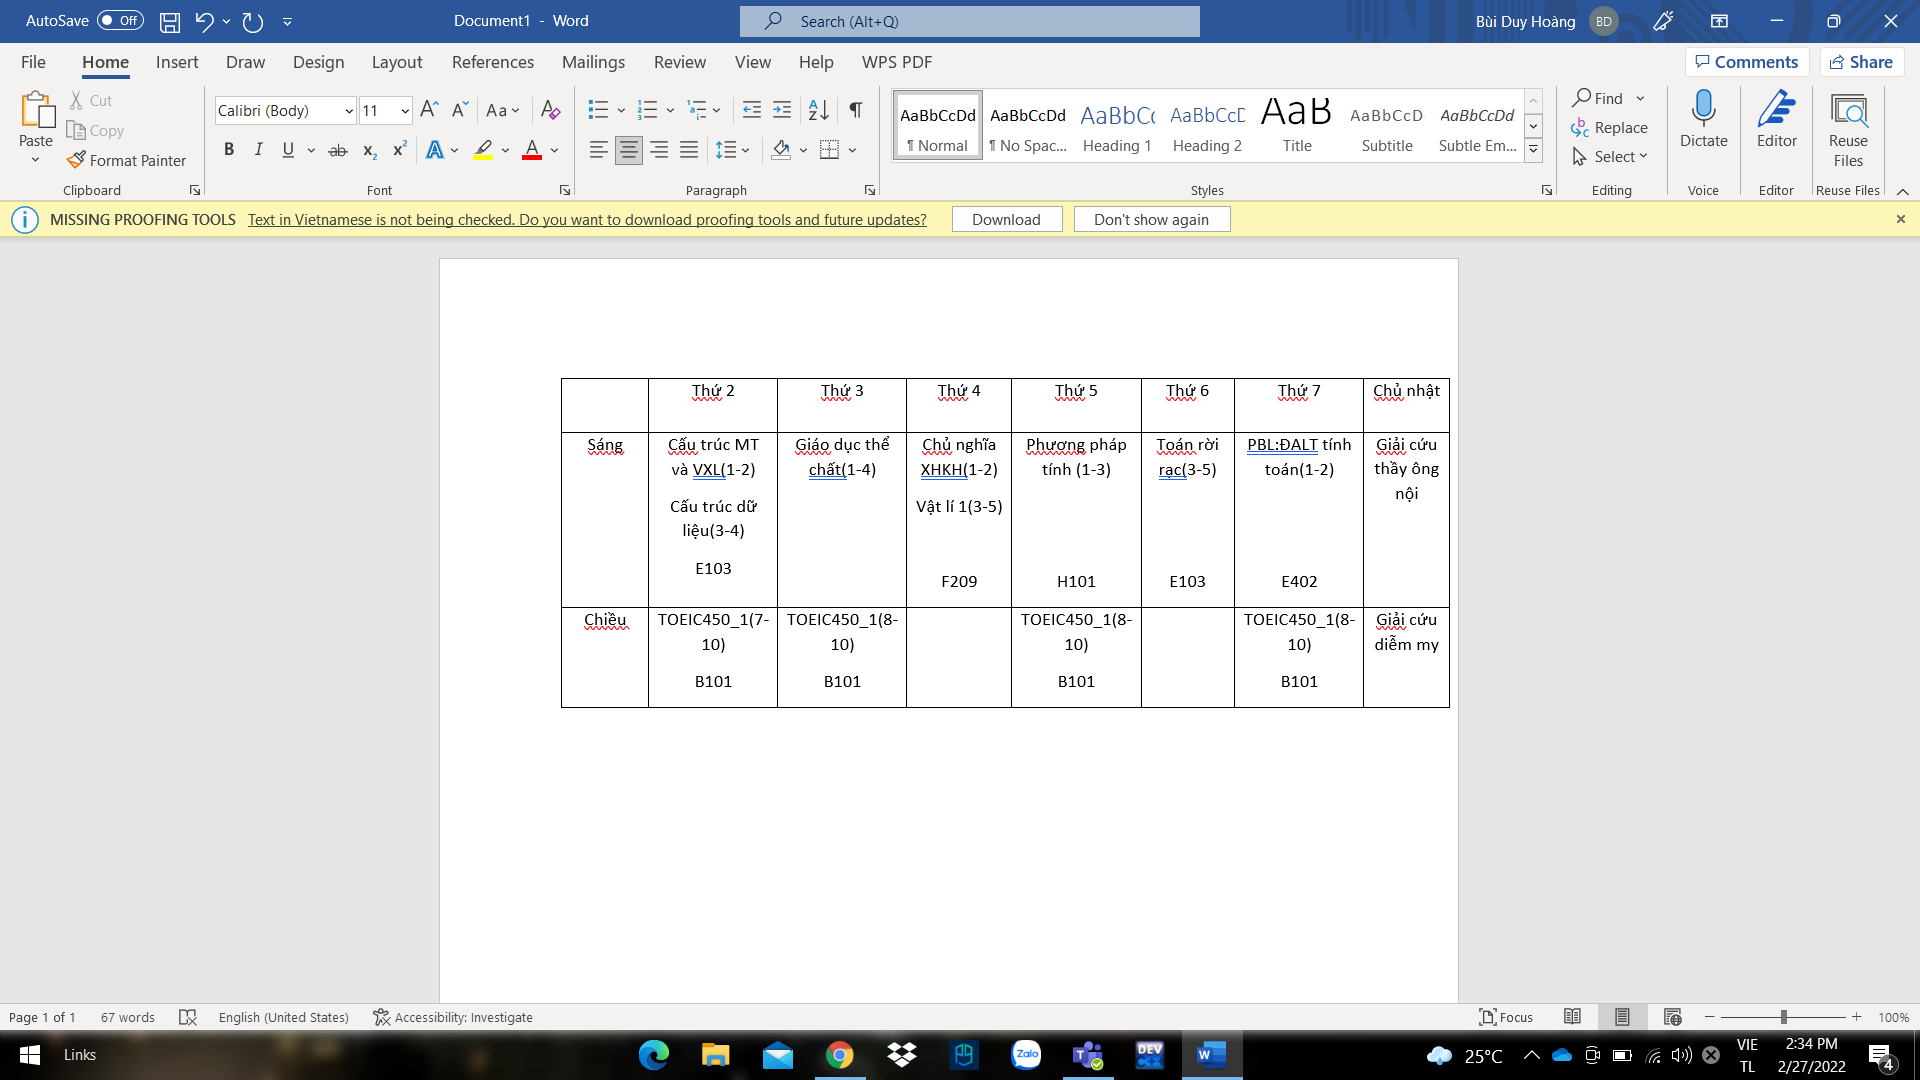 AutoSave Off Document1 - Word Search (Alt+Q) Bùi Duy Hoàng BD
File Home Insert Draw Design Layout References Mailings Review View Help WPS PDF Comments Share
Paste Cut Copy Format Painter
Clipboard
Calibri (Body) 11
Font
Paragraph
AaBbCcDd AaBbCcDd AaBbCc AaBbCcD AaB AaBbCcD AaBbCcDd
¶ Normal ¶ No Spac... Heading 1 Heading 2 Title Subtitle Subtle Em...
Styles
Find
Replace
Select
Editing
Dictate
Voice
Editor
Editor
Reuse
Files
Reuse Files
MISSING PROOFING TOOLS Text in Vietnamese is not being checked. Do you want to download proofing tools and future updates? Download Don't show again
Thứ 2 Thứ 3 Thứ 4 Thứ 5 Thứ 6 Thứ 7 Chủ nhật
Sáng
Cấu trúc MT
và VXL(1-2)
Cấu trúc dữ
liệu(3-4)
E103
Giáo dục thể
chất(1-4)
Chủ nghĩa
XHKH(1-2)
Vật lí 1(3-5)
F209
Phương pháp
tính (1-3)
H101
Toán rời
rạc(3-5)
E103
PBL:ĐALT tính
toán(1-2)
E402
Giải cứu
thầy ông
nội
Chiều
TOEIC450_1(7-
10)
B101
TOEIC450_1(8-
10)
B101
TOEIC450_1(8-
10)
B101
TOEIC450_1(8-
10)
B101
Giải cứu
diễm my
Page 1 of 1 67 words English (United States) Accessibility: Investigate Focus 100%
Links Zalo DEV 25°C VIE 2:34 PM
TL 2/27/2022 4